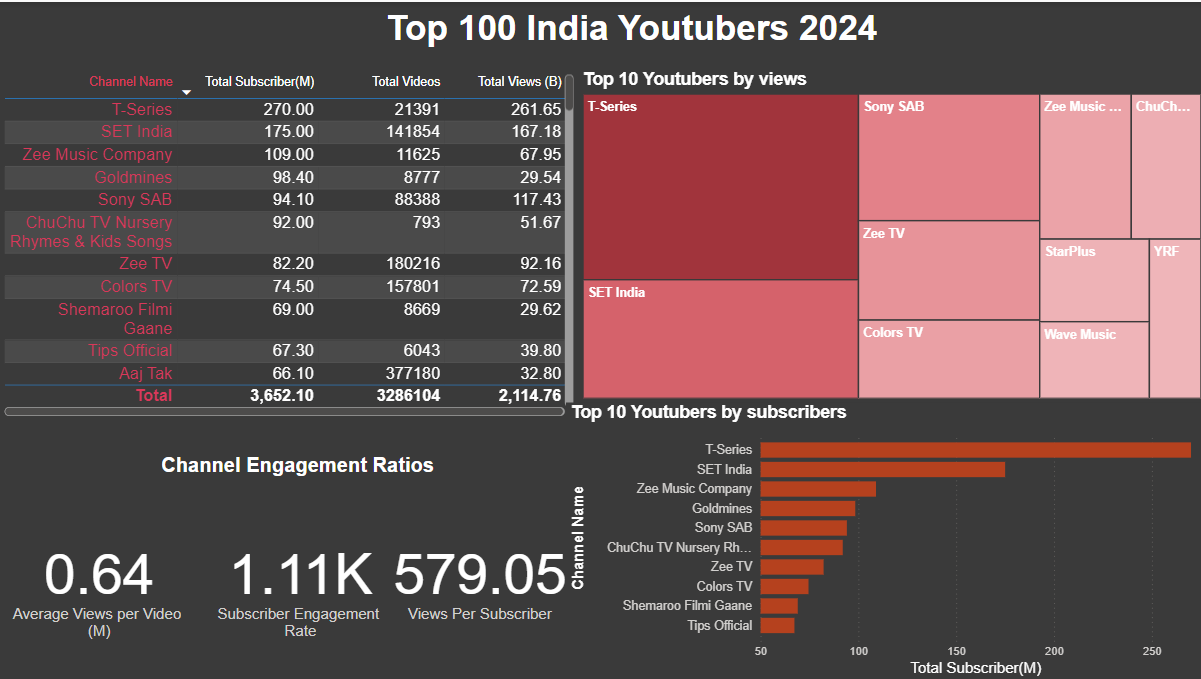 Top 100 India Youtubers 2024
Channel Name Total Subscriber(M) Total Videos Total Views (B)
T-Series 270.00 21391 261.65
SET India 175.00 141854 167.18
Zee Music Company 109.00 11625 67.95
Goldmines 98.40 8777 29.54
Sony SAB 94.10 88388 117.43
ChuChu TV Nursery 92.00 793 51.67
Rhymes & Kids Songs
Zee TV 82.20 180216 92.16
Colors TV 74.50 157801 72.59
Shemaroo Filmi 69.00 8669 29.62
Gaane
Tips Official 67.30 6043 39.80
Aaj Tak 66.10 377180 32.80
Total 3,652.10 3286104 2,114.76
Top 10 Youtubers by views
T-Series
SET India
Sony SAB
Zee TV
Colors TV
Zee Music ...
ChuCh...
StarPlus
YRF
Wave Music
Channel Engagement Ratios
0.64
Average Views per Video
(M)
1.11K
Subscriber Engagement
Rate
579.05
Views Per Subscriber
Top 10 Youtubers by subscribers
Channel Name
T-Series
SET India
Zee Music Company
Goldmines
Sony SAB
ChuChu TV Nursery Rh...
Zee TV
Colors TV
Shemaroo Filmi Gaane
Tips Official
50 100 150 200 250
Total Subscriber(M)